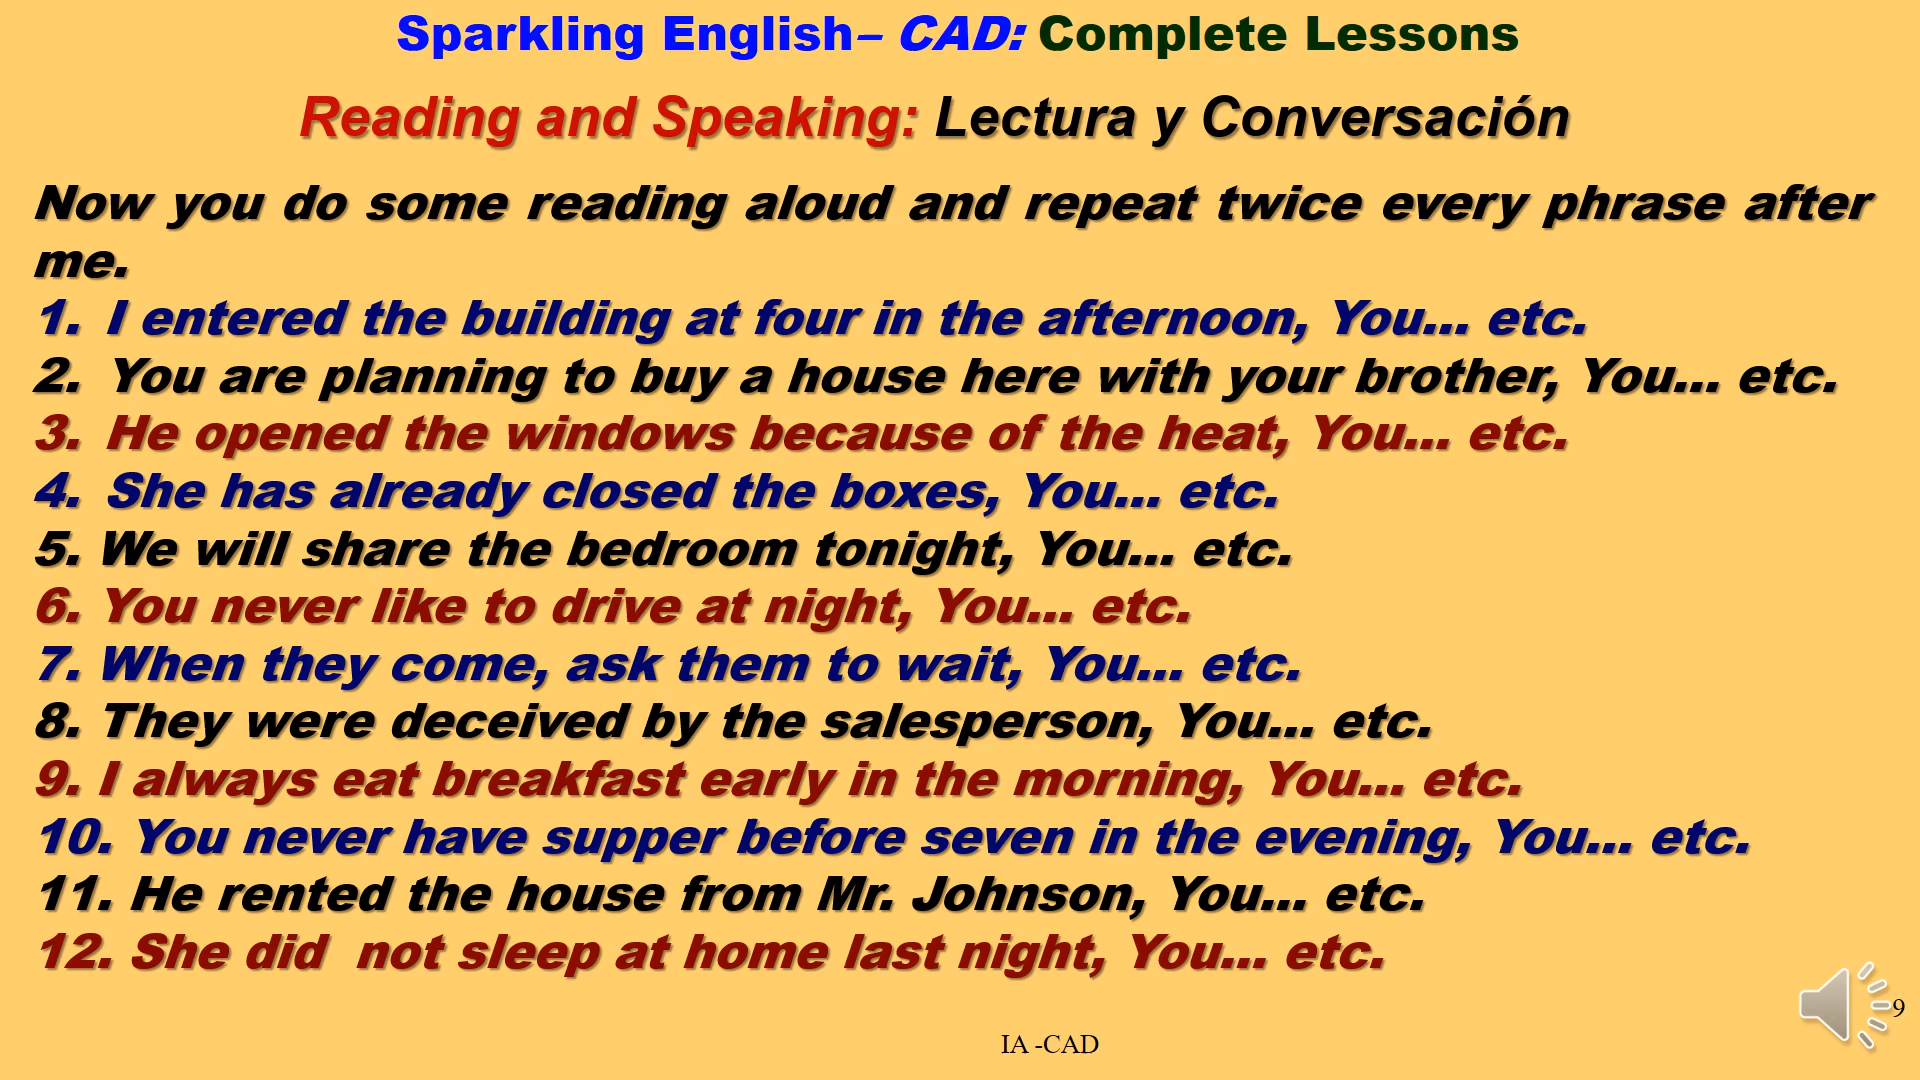 Sparkling English– CAD: Complete Lessons
Reading and Speaking: Lectura y Conversación
Now you do some reading aloud and repeat twice every phrase after
me.
1. I entered the building at four in the afternoon, You... etc.
2. You are planning to buy a house here with your brother, You... etc.
3. He opened the windows because of the heat, You... etc.
4. She has already closed the boxes, You... etc.
5. We will share the bedroom tonight, You... etc.
6. You never like to drive at night, You... etc.
7. When they come, ask them to wait, You... etc.
8. They were deceived by the salesperson, You... etc.
9. I always eat breakfast early in the morning, You... etc.
10. You never have supper before seven in the evening, You... etc.
11. He rented the house from Mr. Johnson, You... etc.
12. She did  not sleep at home last night, You... etc.
9
IA -CAD